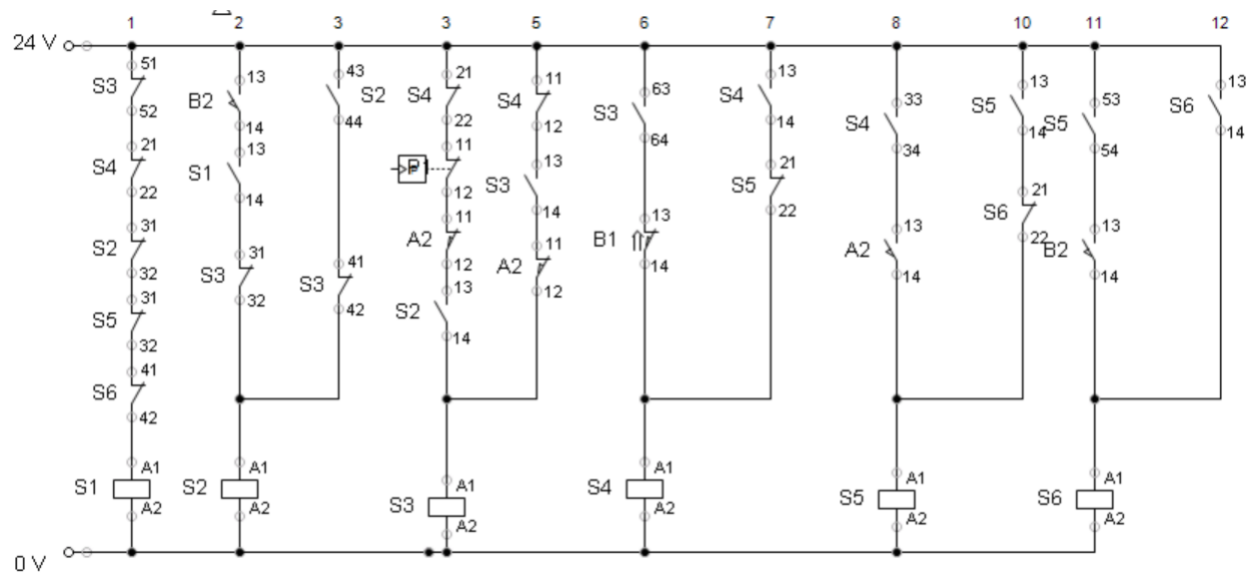 1 2 3 3 5 6 7 8 10 11 12
24 V
51
S3
52
21
S4
22
31
S2
32
31
S5
32
41
S6
42
A1
S1
A2
13
B2
14
13
S1
14
31
S3
32
A1
S2
A2
43
S2
44
41
S3
42
21
S4
22
11
P1
12
11
A2
12
13
S2
14
A1
S3
A2
11
S4
12
13
S3
14
11
A2
12
63
S3
64
13
B1
14
A1
S4
A2
13
S4
14
21
S5
22
33
S4
34
13
A2
14
A1
S5
A2
13
S5
14
21
S6
22
53
S5
54
13
B2
14
A1
S6
A2
13
S6
14
0 V